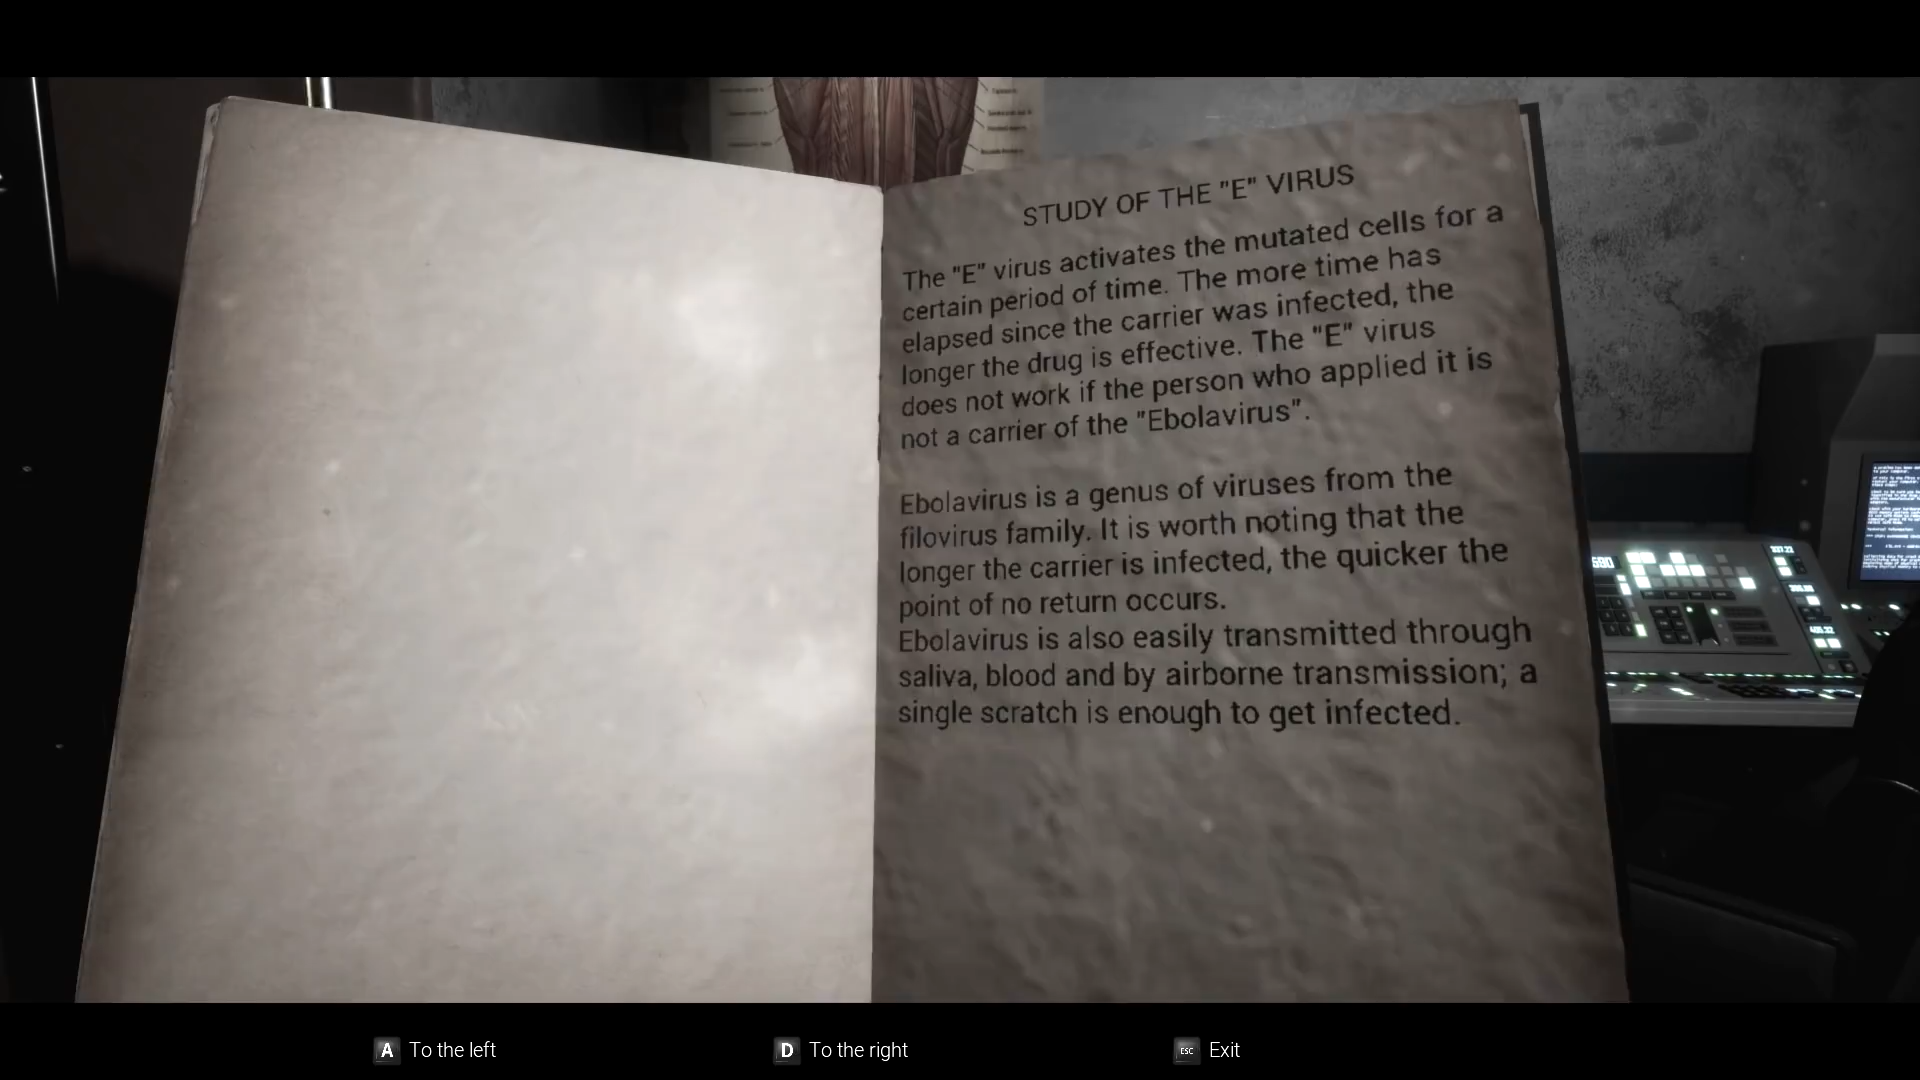 STUDY OF THE "E" VIRUS
The "E" virus activates the mutated cells for a
certain period of time. The more time has
elapsed since the carrier was infected, the
longer the drug is effective. The "E" virus
does not work if the person who applied it is
not a carrier of the "Ebolavirus".
Ebolavirus is a genus of viruses from the
filovirus family. It is worth noting that the
longer the carrier is infected, the quicker the
point of no return occurs.
Ebolavirus is also easily transmitted through
saliva, blood and by airborne transmission; a
single scratch is enough to get infected.
A To the left
D To the right
ESC Exit